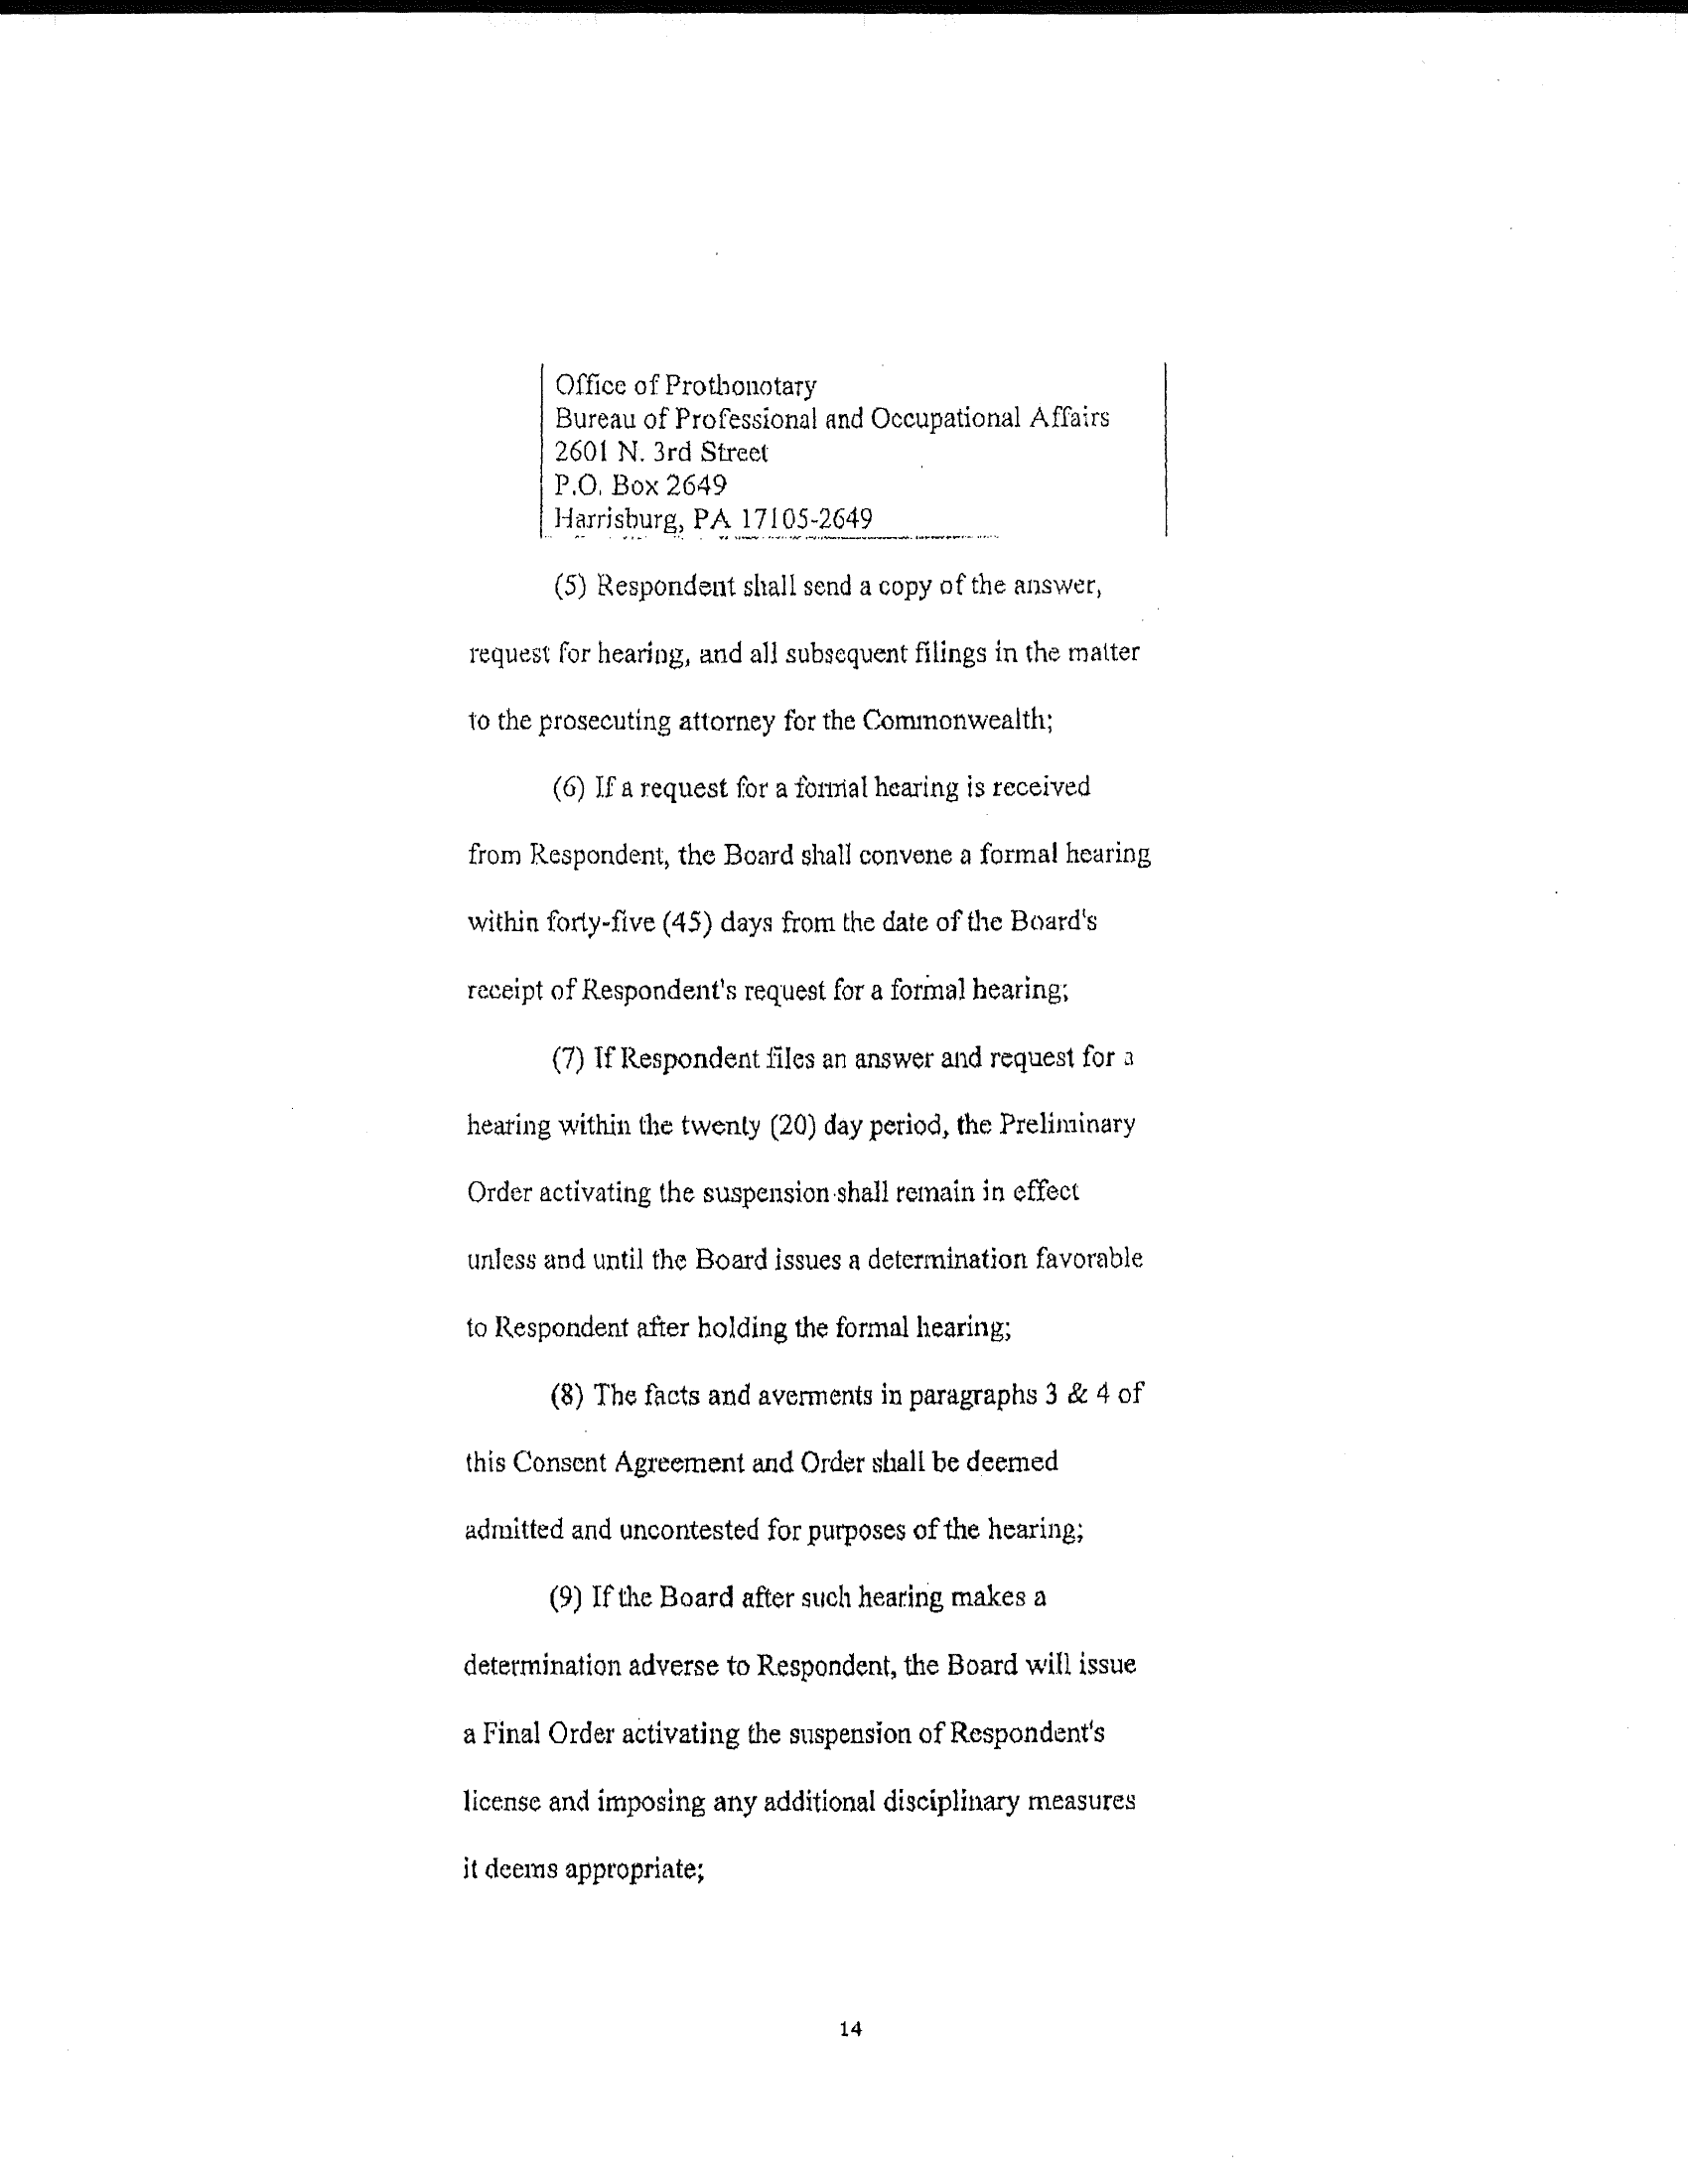 Office of Prothonotary
Bureau of Professional and Occupational Affairs
2601 N. 3rd Street
P.O. Box 2649
Harrisburg, PA 17105-2649
(5) Respondent shall send a copy of the answer,
request for hearing, and all subsequent filings in the matter
to the prosecuting attorney for the Commonwealth;
(6) If a request for a formal hearing is received
from Respondent, the Board shall convene a formal hearing
within forty-five (45) days from the date of the Board's
receipt of Respondent's request for a formal hearing;
(7) If Respondent files an answer and request for a
hearing within the twenty (20) day period, the Preliminary
Order activating the suspension shall remain in effect
unless and until the Board issues a determination favorable
to Respondent after holding the formal hearing;
(8) The facts and averments in paragraphs 3 & 4 of
this Consent Agreement and Order shall be deemed
admitted and uncontested for purposes of the hearing;
(9) If the Board after such hearing makes a
determination adverse to Respondent, the Board will issue
a Final Order activating the suspension of Respondent's
license and imposing any additional disciplinary measures
it deems appropriate;
14